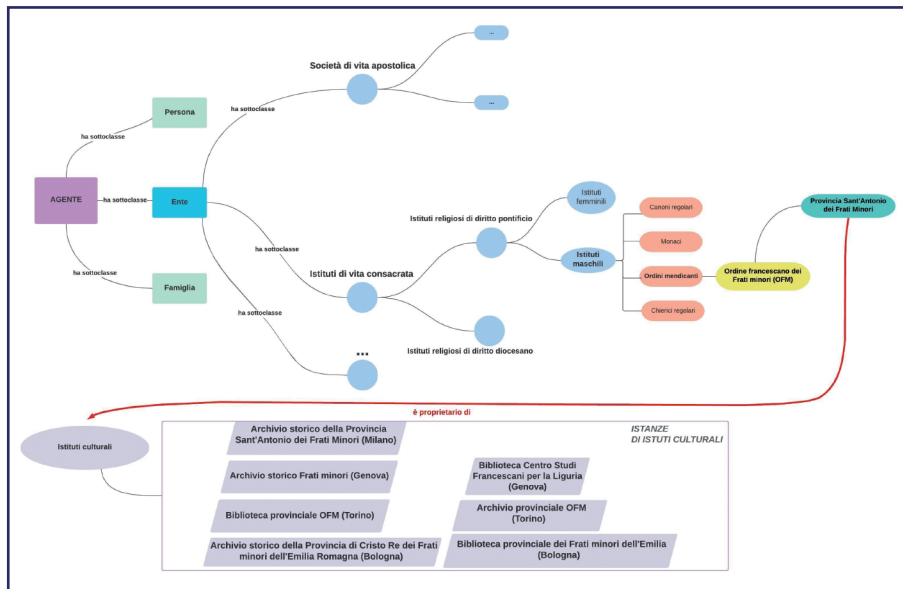 ...
Società di vita apostolica
...
Persona
ha sottoclasse
ha sottoclasse
AGENTE
ha sottoclasse
Ente
Istituti
femminili
Provincia Sant'Antonio
dei Frati Minori
Canoni regolari
Istituti religiosi di diritto pontificio
Monaci
ha sottoclasse
Istituti
maschili
ha sottoclasse
Istituti di vita consacrata
Ordini mendicanti
Ordine francescano dei
Frati minori (OFM)
Famiglia
Chierici regolari
ha sottoclasse
Istituti religiosi di diritto diocesano
...
è proprietario di
Istituti culturali
ISTANZE
DI ISTUTI CULTURALI
Archivio storico della Provincia
Sant'Antonio dei Frati Minori (Milano)
Archivio storico Frati minori (Genova)
Biblioteca Centro Studi
Francescani per la Liguria
(Genova)
Biblioteca provinciale OFM (Torino)
Archivio provinciale OFM
(Torino)
Archivio storico della Provincia di Cristo Re dei Frati
minori dell'Emilia Romagna (Bologna)
Biblioteca provinciale dei Frati minori dell'Emilia
(Bologna)